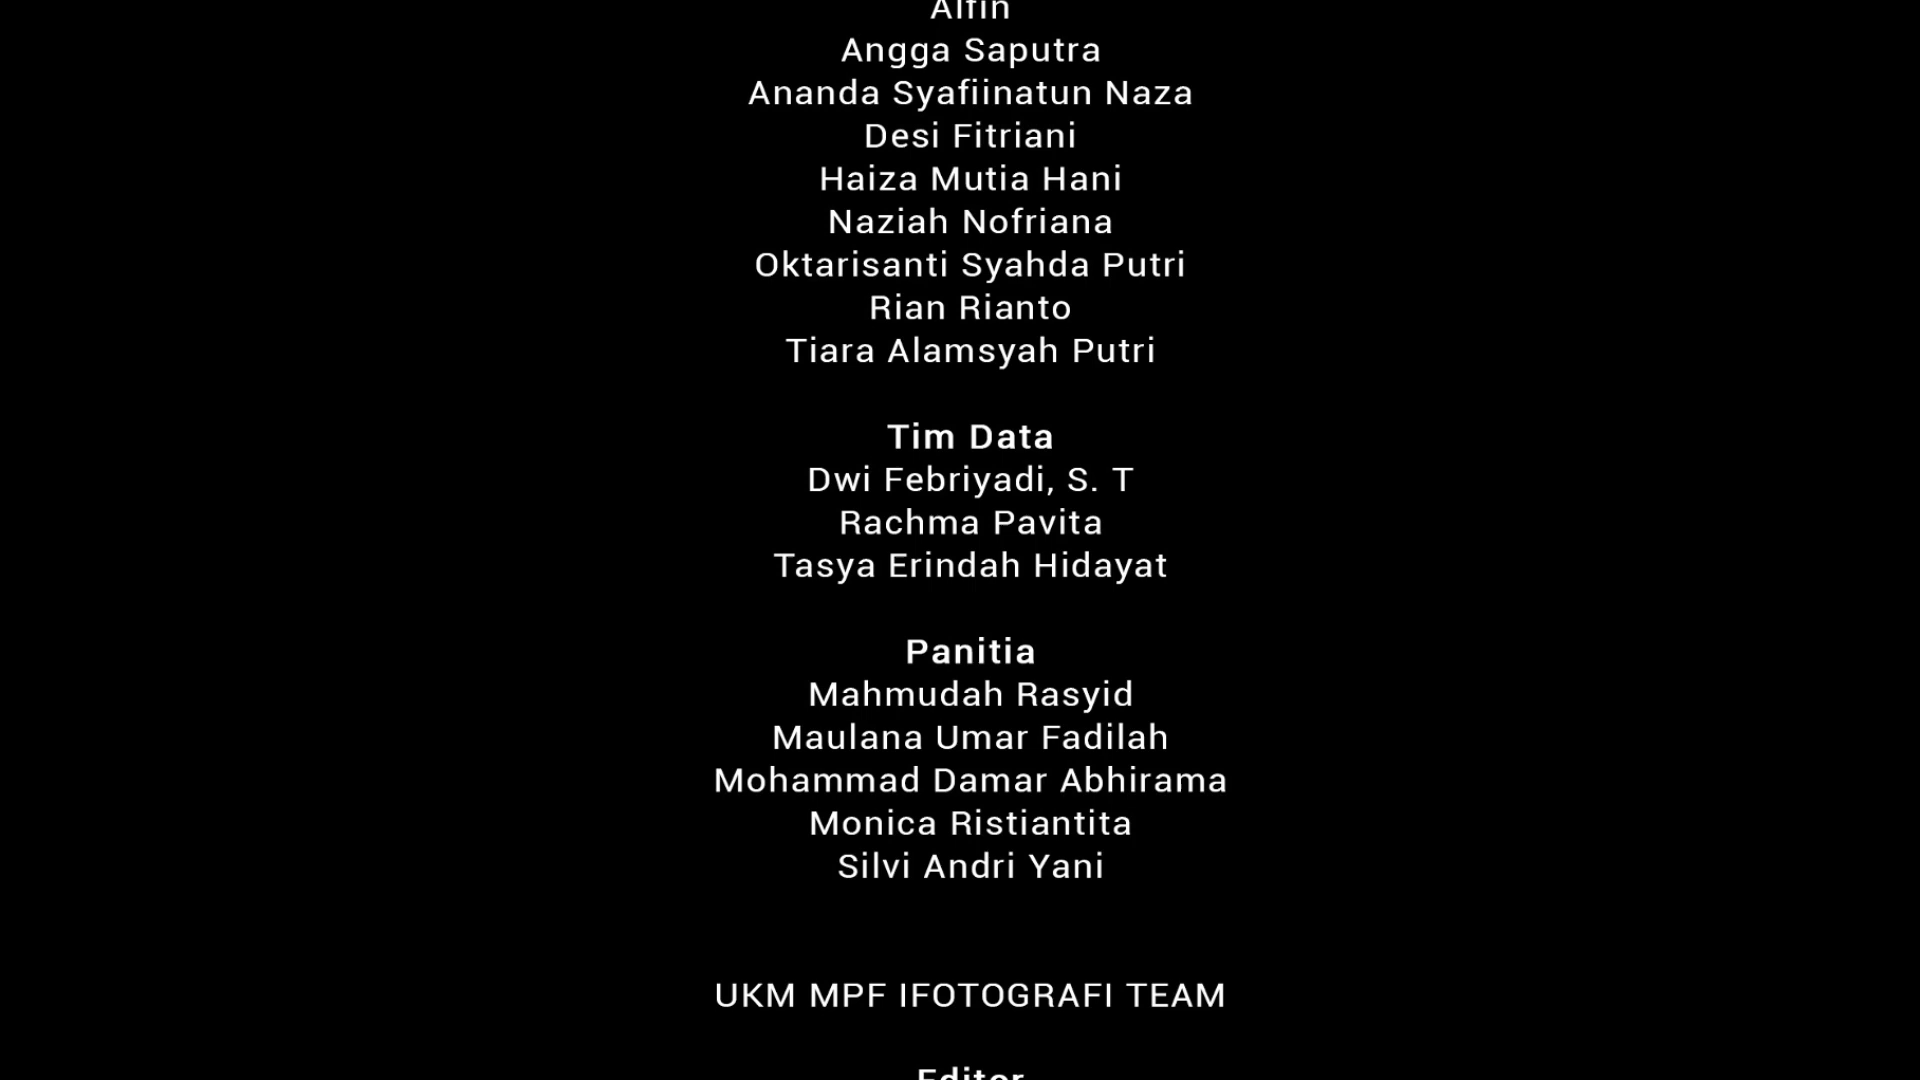 Alfin
Angga Saputra
Ananda Syafiinatun Naza
Desi Fitriani
Haiza Mutia Hani
Naziah Nofriana
Oktarisanti Syahda Putri
Rian Rianto
Tiara Alamsyah Putri
Tim Data
Dwi Febriyadi, S. T
Rachma Pavita
Tasya Erindah Hidayat
Panitia
Mahmudah Rasyid
Maulana Umar Fadilah
Mohammad Damar Abhirama
Monica Ristiantita
Silvi Andri Yani
UKM MPF IFOTOGRAFI TEAM
Editor